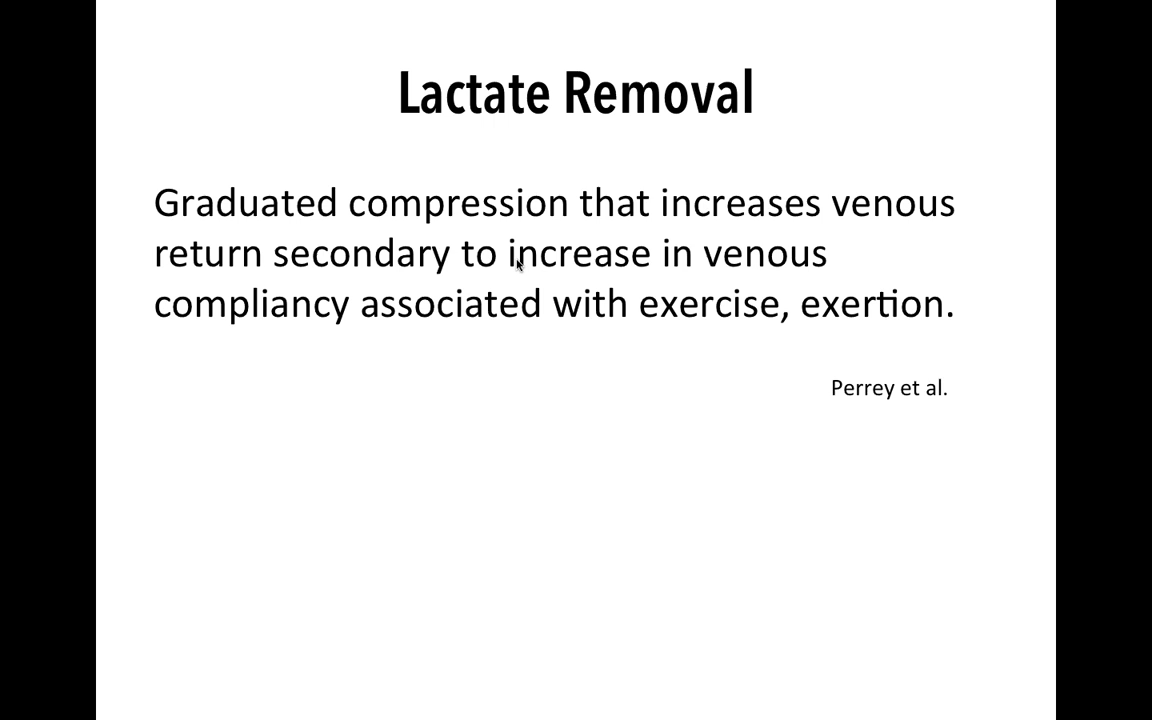 Lactate Removal
Graduated compression that increases venous
return secondary to increase in venous
compliancy associated with exercise, exertion.
Perrey et al.